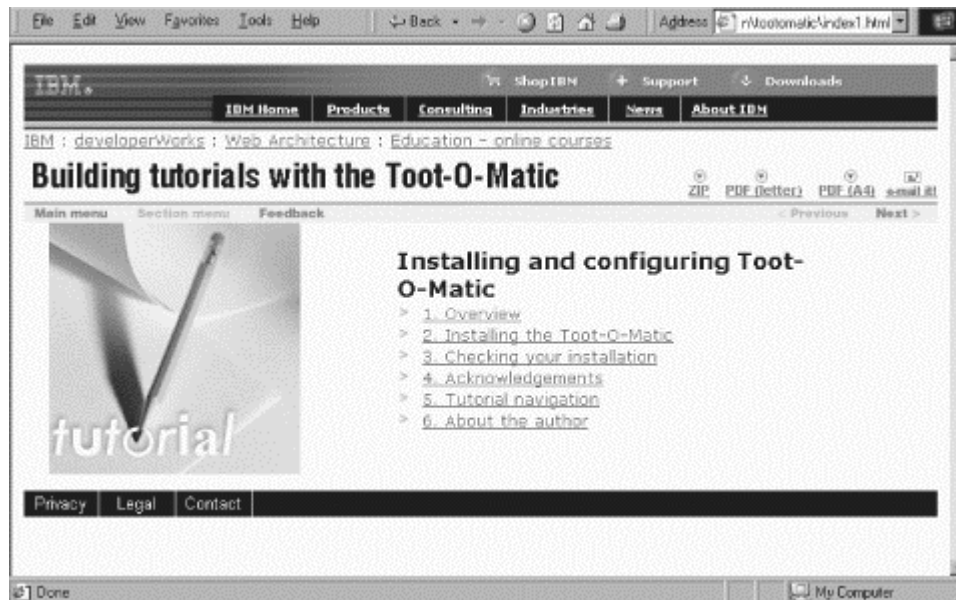 File Edit View Favorites Tools Help Back Address n\tootomatic\index1.html
IBM.
ShopIBM + Support Downloads
IBM Home Products Consulting Industries News About IBM
IBM : developerWorks : Web Architecture : Education - online courses
Building tutorials with the Toot-O-Matic
ZIP PDF (letter) PDF (A4) e-mail it!
Main menu Section menu Feedback < Previous Next >
tutorial
Installing and configuring Toot-
O-Matic
> 1. Overview
> 2. Installing the Toot-O-Matic
> 3. Checking your installation
> 4. Acknowledgements
> 5. Tutorial navigation
> 6. About the author
Privacy Legal Contact
Done My Computer